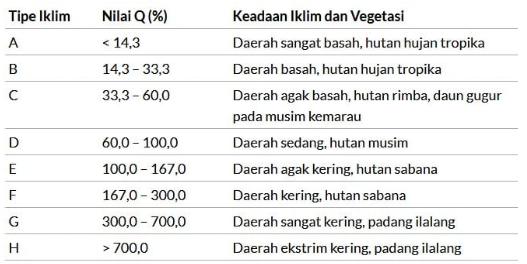 Tipe Iklim Nilai Q (%) Keadaan Iklim dan Vegetasi
A < 14,3 Daerah sangat basah, hutan hujan tropika
B 14,3 – 33,3 Daerah basah, hutan hujan tropika
C 33,3 – 60,0 Daerah agak basah, hutan rimba, daun gugur
pada musim kemarau
D 60,0 – 100,0 Daerah sedang, hutan musim
E 100,0 – 167,0 Daerah agak kering, hutan sabana
F 167,0 – 300,0 Daerah kering, hutan sabana
G 300,0 – 700,0 Daerah sangat kering, padang ilalang
H > 700,0 Daerah ekstrim kering, padang ilalang